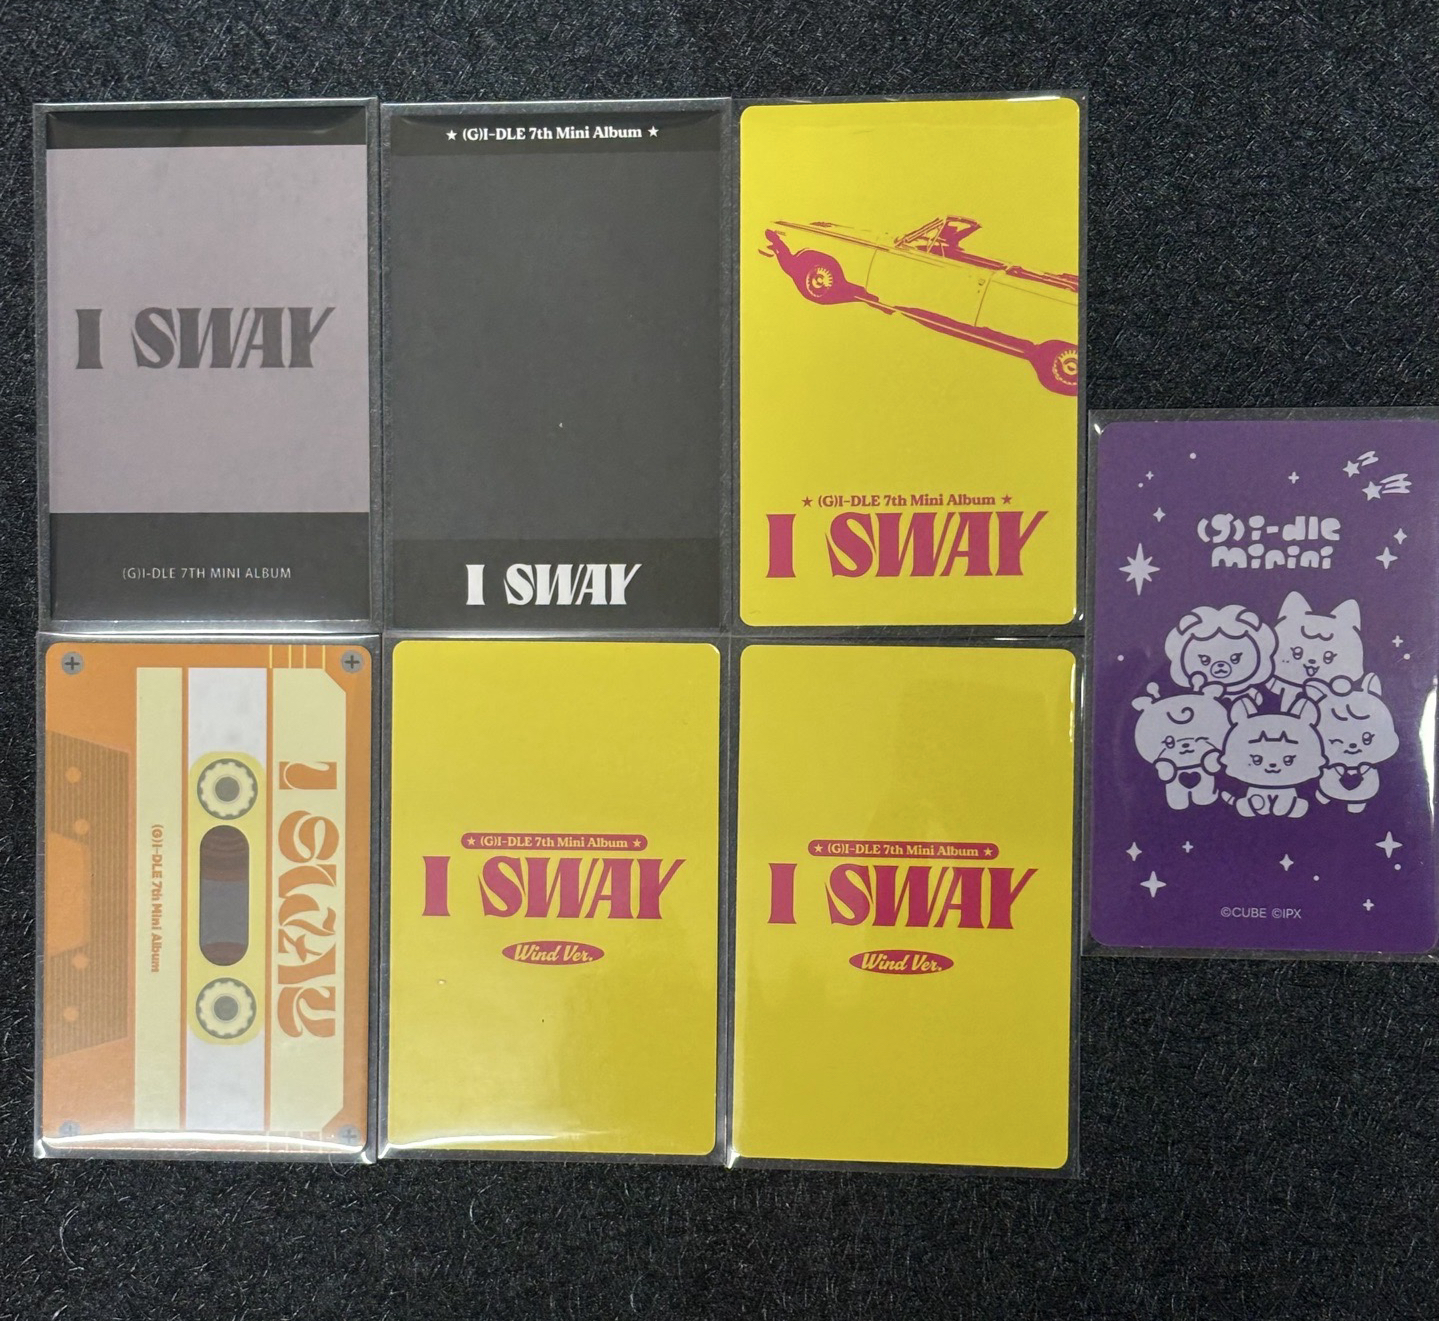 I SWAY
(G)I-DLE 7TH MINI ALBUM
★ (G)I-DLE 7th Mini Album ★
I SWAY
★ (G)I-DLE 7th Mini Album ★
I SWAY
(g)i-dle
minini
©CUBE ©IPX
I SWAY
(G)I-DLE 7th Mini Album
★ (G)I-DLE 7th Mini Album ★
I SWAY
Wind Ver.
★ (G)I-DLE 7th Mini Album ★
I SWAY
Wind Ver.